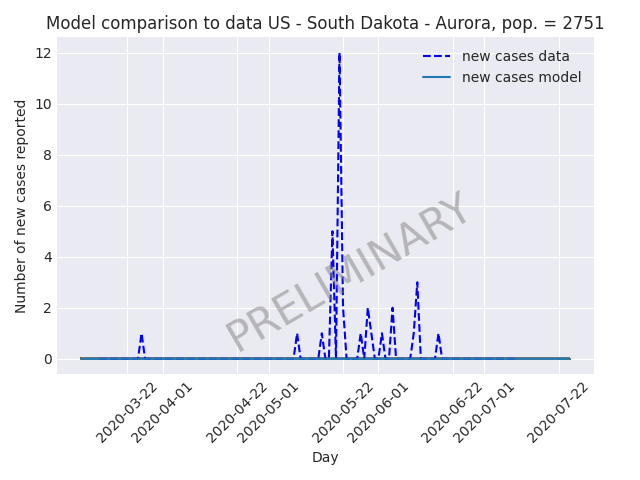 Model comparison to data US - South Dakota - Aurora, pop. = 2751
new cases data
new cases model
12
10
8
6
4
2
0
Number of new cases reported
PRELIMINARY
2020-03-22
2020-04-01
2020-04-22
2020-05-01
2020-05-22
2020-06-01
2020-06-22
2020-07-01
2020-07-22
Day